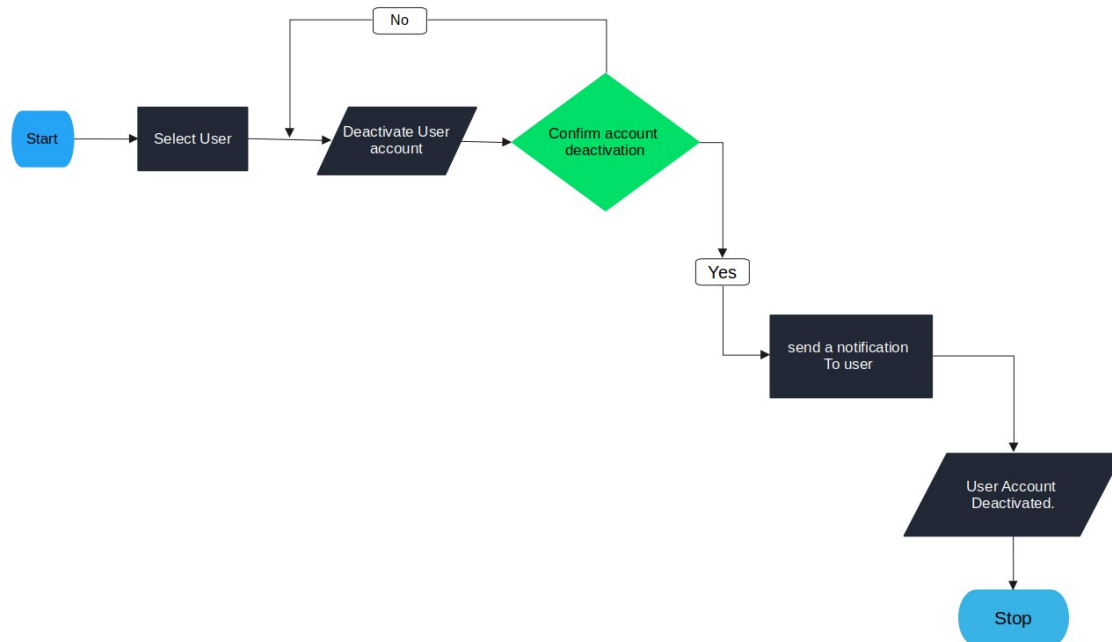 No
Start
Select User
Deactivate User
account
Confirm account
deactivation
Yes
send a notification
To user
User Account
Deactivated.
Stop